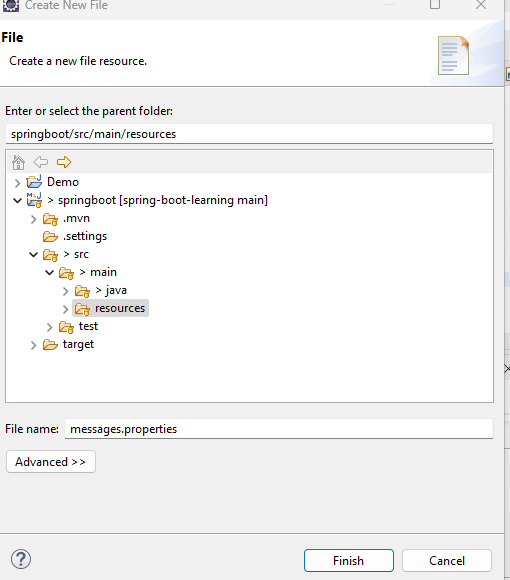 Create New File
File
Create a new file resource.
Enter or select the parent folder:
springboot/src/main/resources
Demo
> springboot [spring-boot-learning main]
.mvn
.settings
> src
> main
> java
resources
test
target
File name: messages.properties
Advanced >>
Finish Cancel